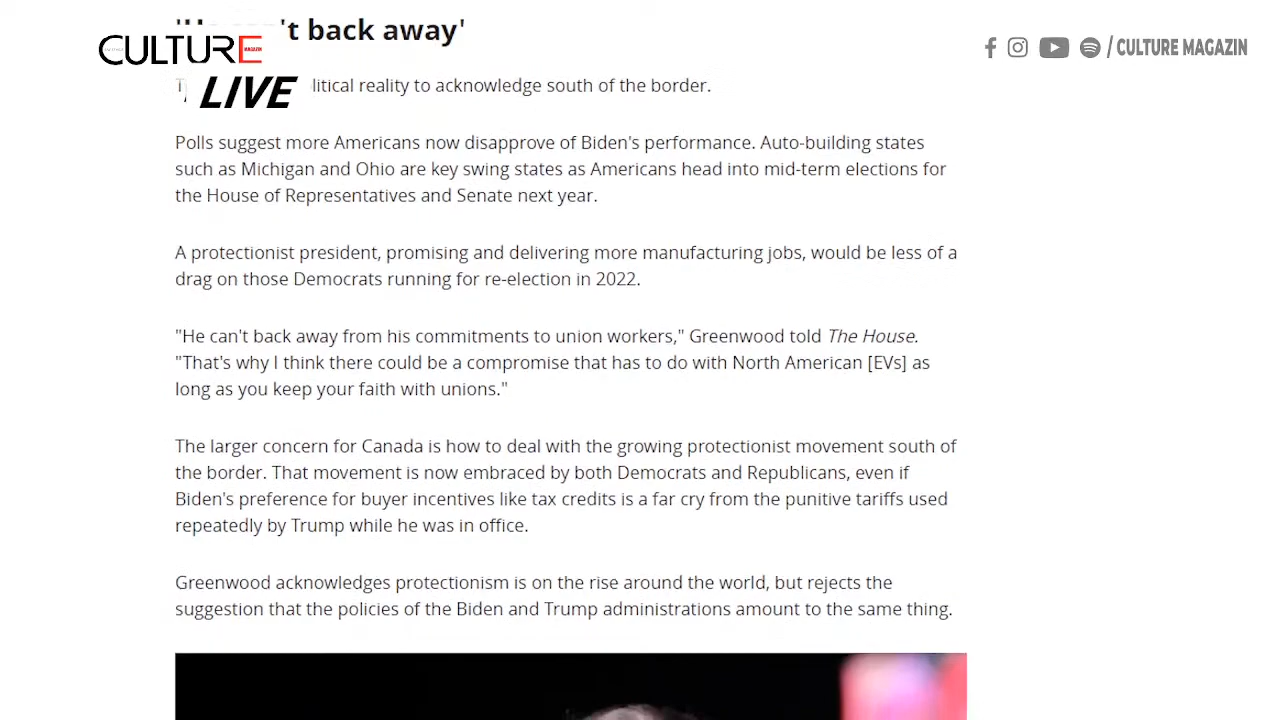 't back away'
CULTURE
MAGAZIN
/ CULTURE MAGAZIN
LIVE
litical reality to acknowledge south of the border.
Polls suggest more Americans now disapprove of Biden's performance. Auto-building states
such as Michigan and Ohio are key swing states as Americans head into mid-term elections for
the House of Representatives and Senate next year.
A protectionist president, promising and delivering more manufacturing jobs, would be less of a
drag on those Democrats running for re-election in 2022.
"He can't back away from his commitments to union workers," Greenwood told The House.
"That's why I think there could be a compromise that has to do with North American [EVs] as
long as you keep your faith with unions."
The larger concern for Canada is how to deal with the growing protectionist movement south of
the border. That movement is now embraced by both Democrats and Republicans, even if
Biden's preference for buyer incentives like tax credits is a far cry from the punitive tariffs used
repeatedly by Trump while he was in office.
Greenwood acknowledges protectionism is on the rise around the world, but rejects the
suggestion that the policies of the Biden and Trump administrations amount to the same thing.